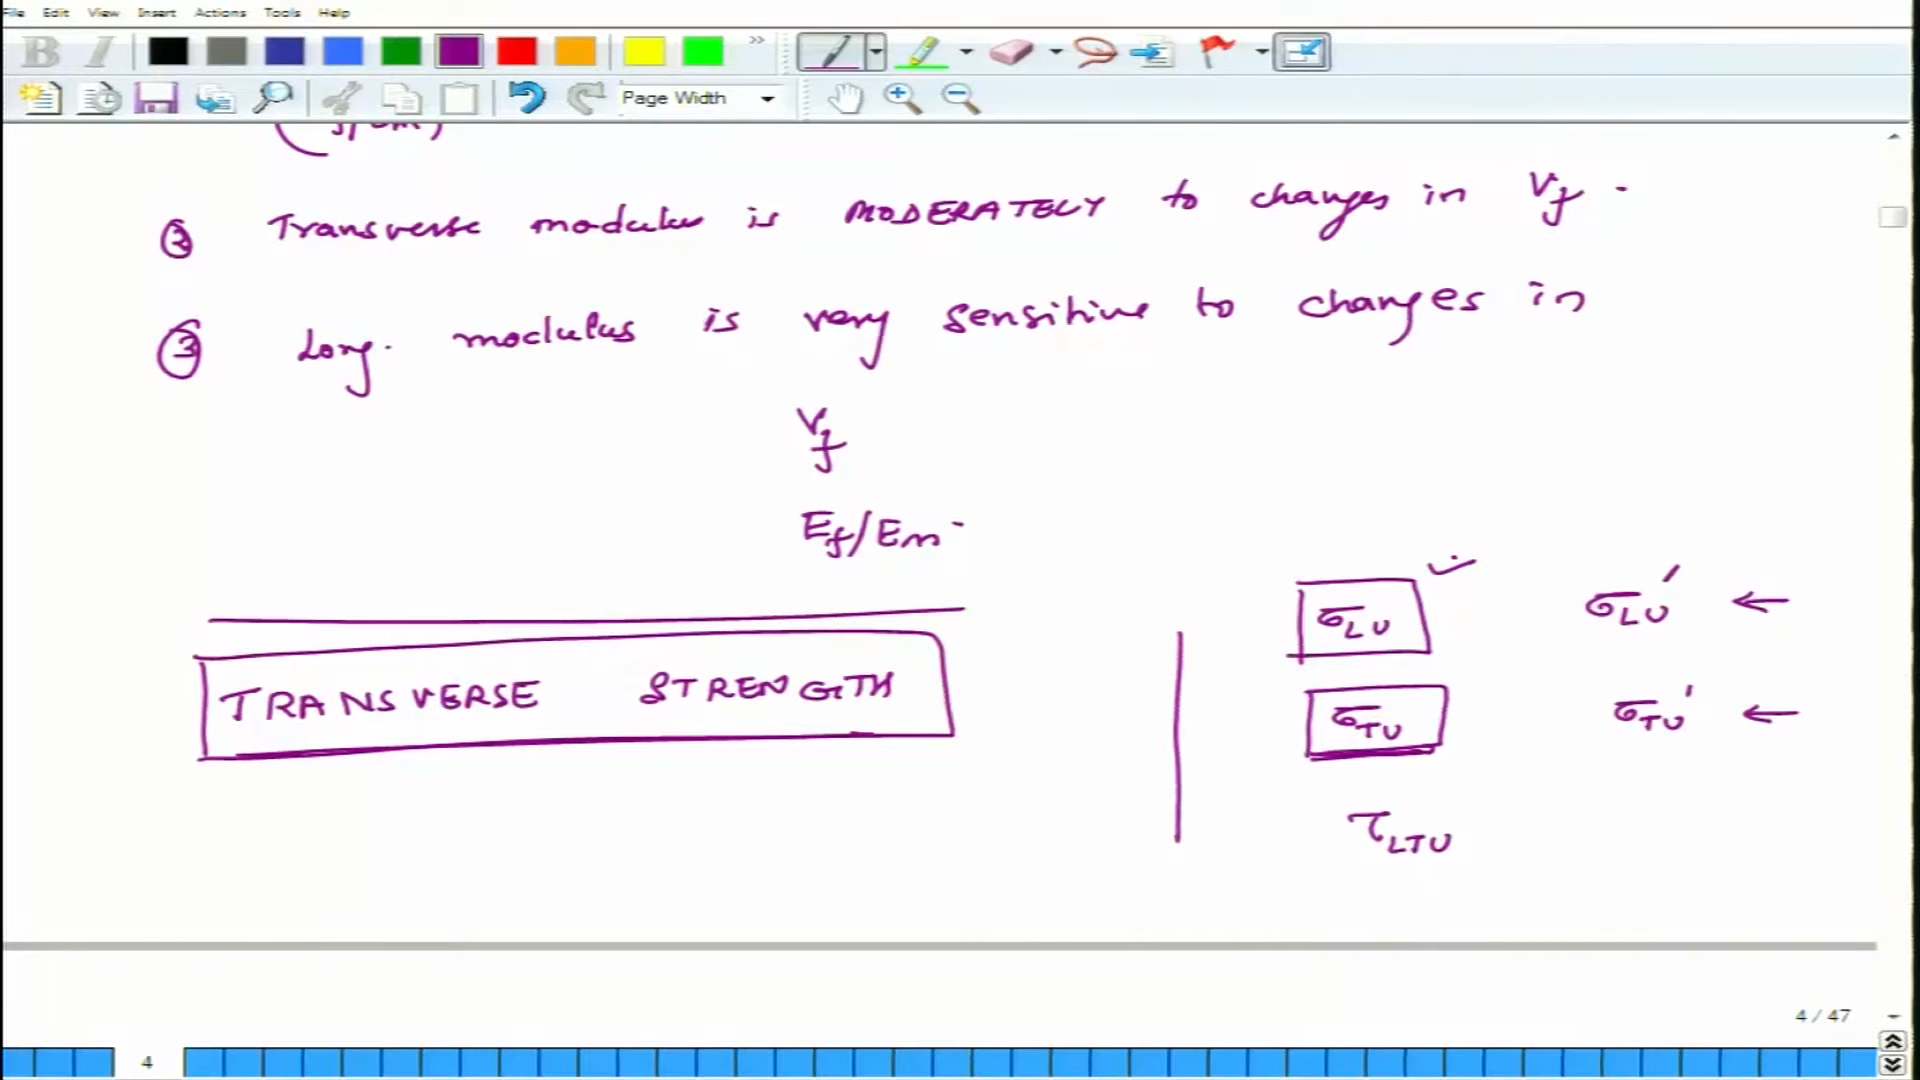 File Edit View Insert Actions Tools Help
B I
Page Width
② Transverse modulus is MODERATELY to changes in Vf.
③ Long. modulus is very sensitive to changes in
Vf
Ef/Em.
TRANSVERSE STRENGTH
σLU σLU' ←
σTU σTU' ←
τLTU
4 / 47
4